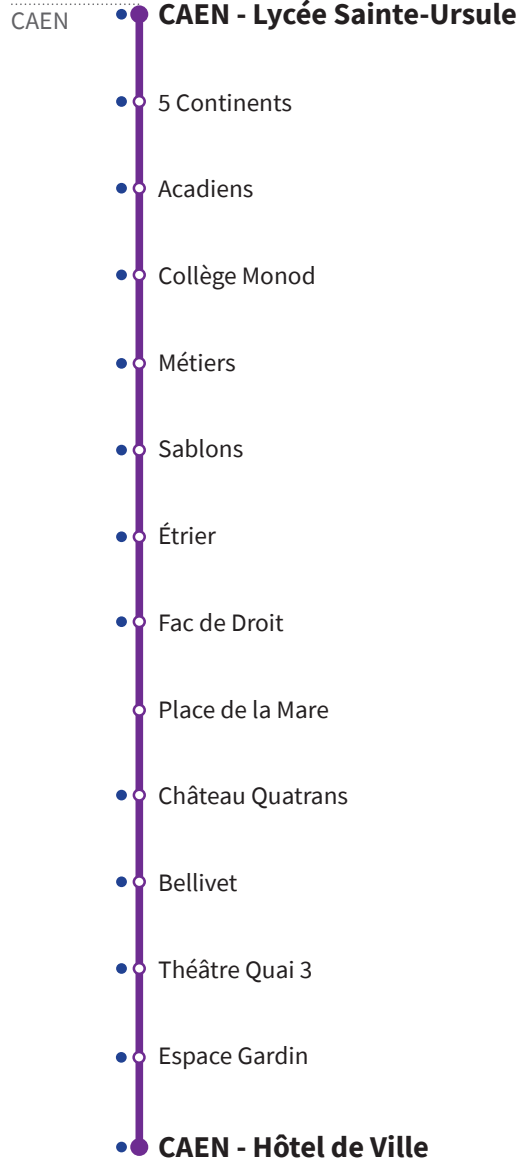 CAEN
CAEN - Lycée Sainte-Ursule
5 Continents
Acadiens
Collège Monod
Métiers
Sablons
Étrier
Fac de Droit
Place de la Mare
Château Quatrans
Bellivet
Théâtre Quai 3
Espace Gardin
CAEN - Hôtel de Ville